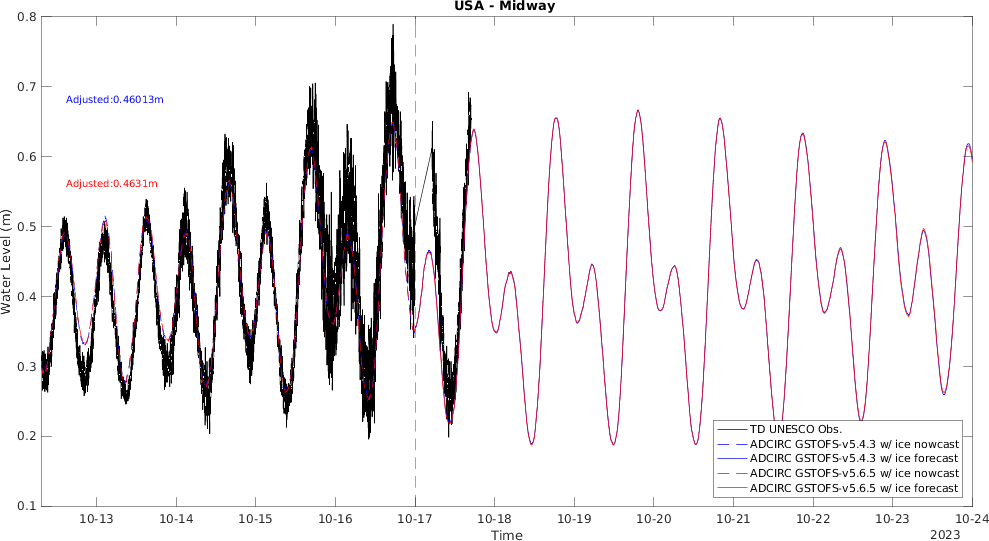 USA - Midway
0.8
0.7
0.6
0.5
0.4
0.3
0.2
0.1
Water Level (m)
Adjusted:0.46013m
Adjusted:0.4631m
TD UNESCO Obs.
ADCIRC GSTOFS-v5.4.3 w/ ice nowcast
ADCIRC GSTOFS-v5.4.3 w/ ice forecast
ADCIRC GSTOFS-v5.6.5 w/ ice nowcast
ADCIRC GSTOFS-v5.6.5 w/ ice forecast
10-13 10-14 10-15 10-16 10-17 10-18 10-19 10-20 10-21 10-22 10-23 10-24
Time
2023